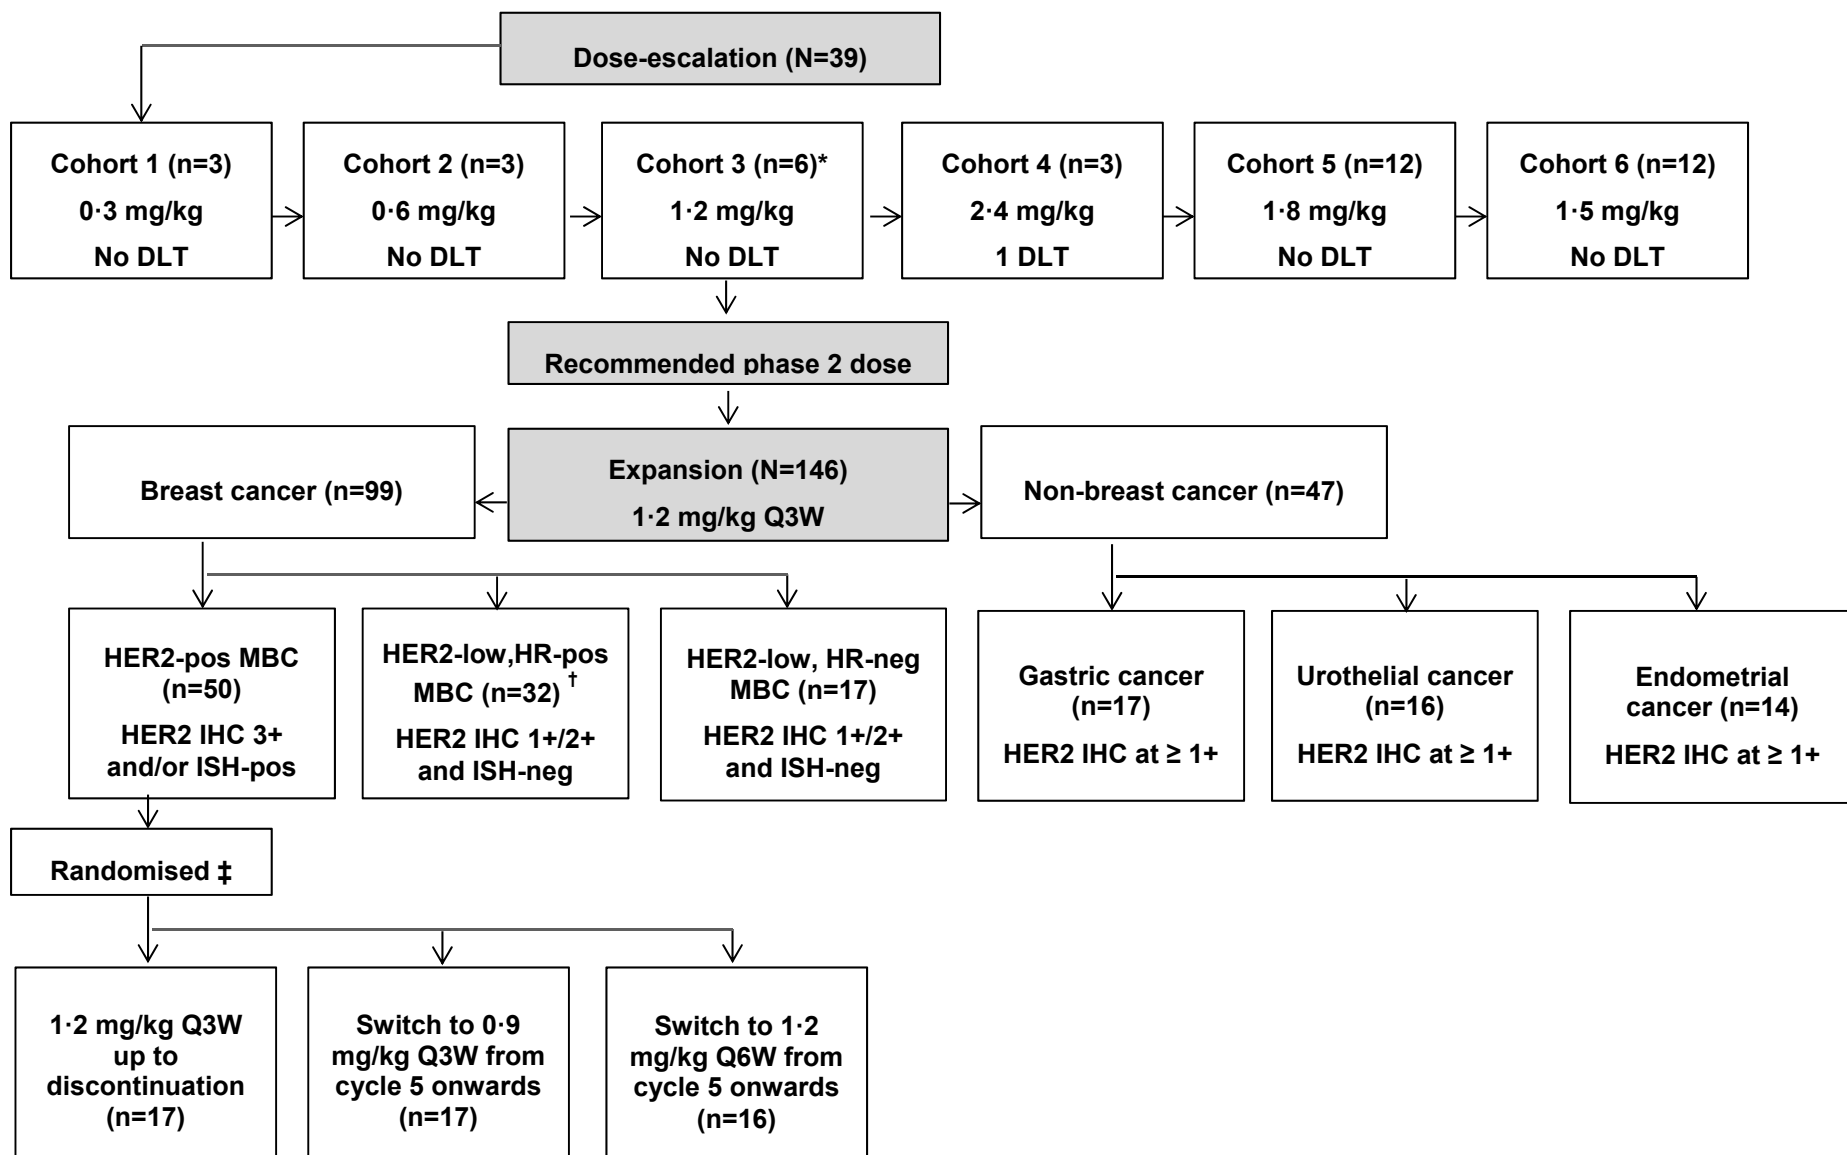 Dose-escalation (N=39)
Cohort 1 (n=3)
0·3 mg/kg
No DLT
Cohort 2 (n=3)
0·6 mg/kg
No DLT
Cohort 3 (n=6)*
1·2 mg/kg
No DLT
Cohort 4 (n=3)
2·4 mg/kg
1 DLT
Cohort 5 (n=12)
1·8 mg/kg
No DLT
Cohort 6 (n=12)
1·5 mg/kg
No DLT
Recommended phase 2 dose
Breast cancer (n=99)
Expansion (N=146)
1·2 mg/kg Q3W
Non-breast cancer (n=47)
HER2-pos MBC
(n=50)
HER2 IHC 3+
and/or ISH-pos
HER2-low,HR-pos
MBC (n=32) †
HER2 IHC 1+/2+
and ISH-neg
HER2-low, HR-neg
MBC (n=17)
HER2 IHC 1+/2+
and ISH-neg
Gastric cancer
(n=17)
HER2 IHC at ≥ 1+
Urothelial cancer
(n=16)
HER2 IHC at ≥ 1+
Endometrial
cancer (n=14)
HER2 IHC at ≥ 1+
Randomised ‡
1·2 mg/kg Q3W
up to
discontinuation
(n=17)
Switch to 0·9
mg/kg Q3W from
cycle 5 onwards
(n=17)
Switch to 1·2
mg/kg Q6W from
cycle 5 onwards
(n=16)